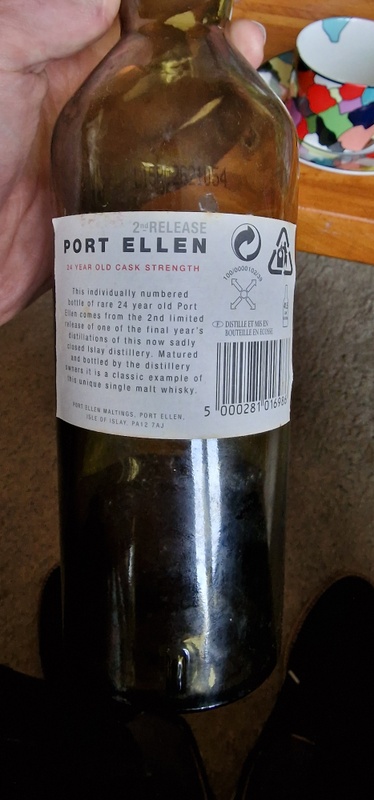 2nd RELEASE
PORT ELLEN
24 YEAR OLD CASK STRENGTH
This individually numbered
bottle of rare 24 year old Port
Ellen comes from the 2nd limited
release of one of the final year's
distillations of this now sadly
closed Islay distillery. Matured
and bottled by the distillery
owners it is a classic example of
this unique single malt whisky.
PORT ELLEN MALTINGS, PORT ELLEN,
ISLE OF ISLAY, PA42 7AJ
DISTILLE ET MIS EN
BOUTEILLE EN ECOSSE
5 000281 016986